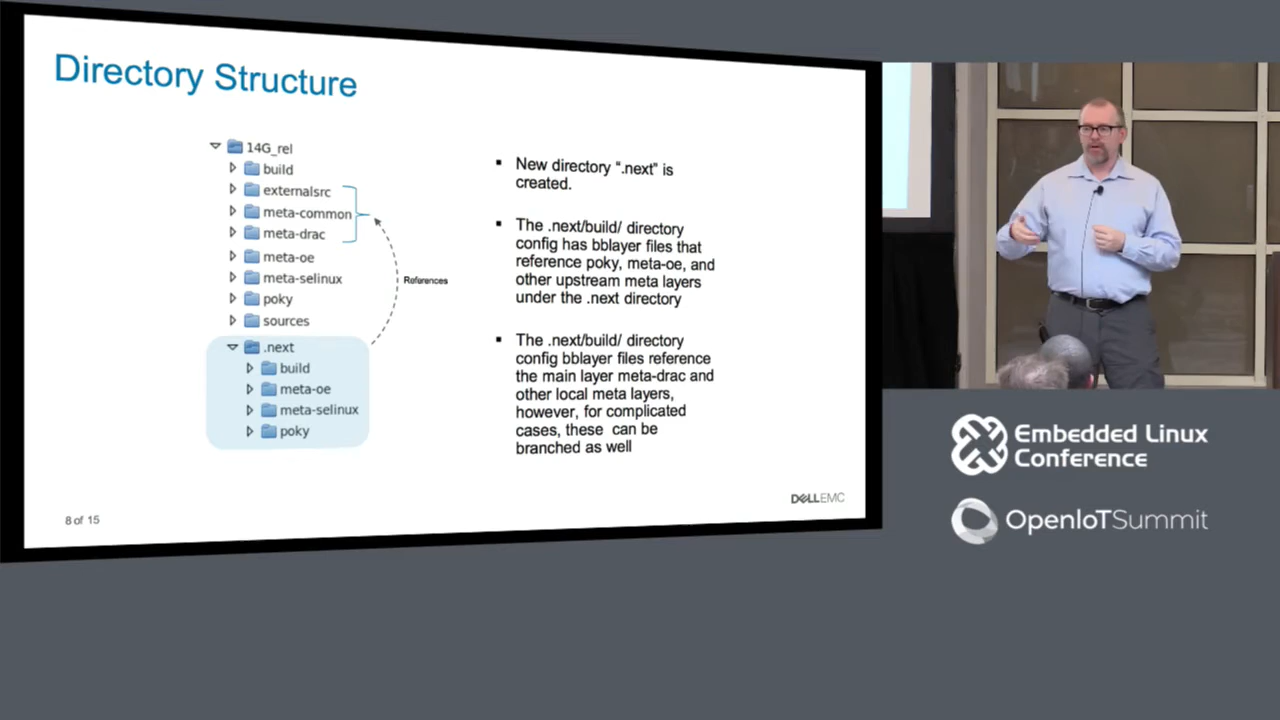 Directory Structure
14G_rel
build
externalsrc
meta-common
meta-drac
meta-oe
meta-selinux
poky
sources
.next
build
meta-oe
meta-selinux
poky
References
▪ New directory ".next" is
created.
▪ The .next/build/ directory
config has bblayer files that
reference poky, meta-oe, and
other upstream meta layers
under the .next directory
▪ The .next/build/ directory
config bblayer files reference
the main layer meta-drac and
other local meta layers,
however, for complicated
cases, these can be
branched as well
8 of 15
DELLEMC
Embedded Linux
Conference
OpenIoTSummit